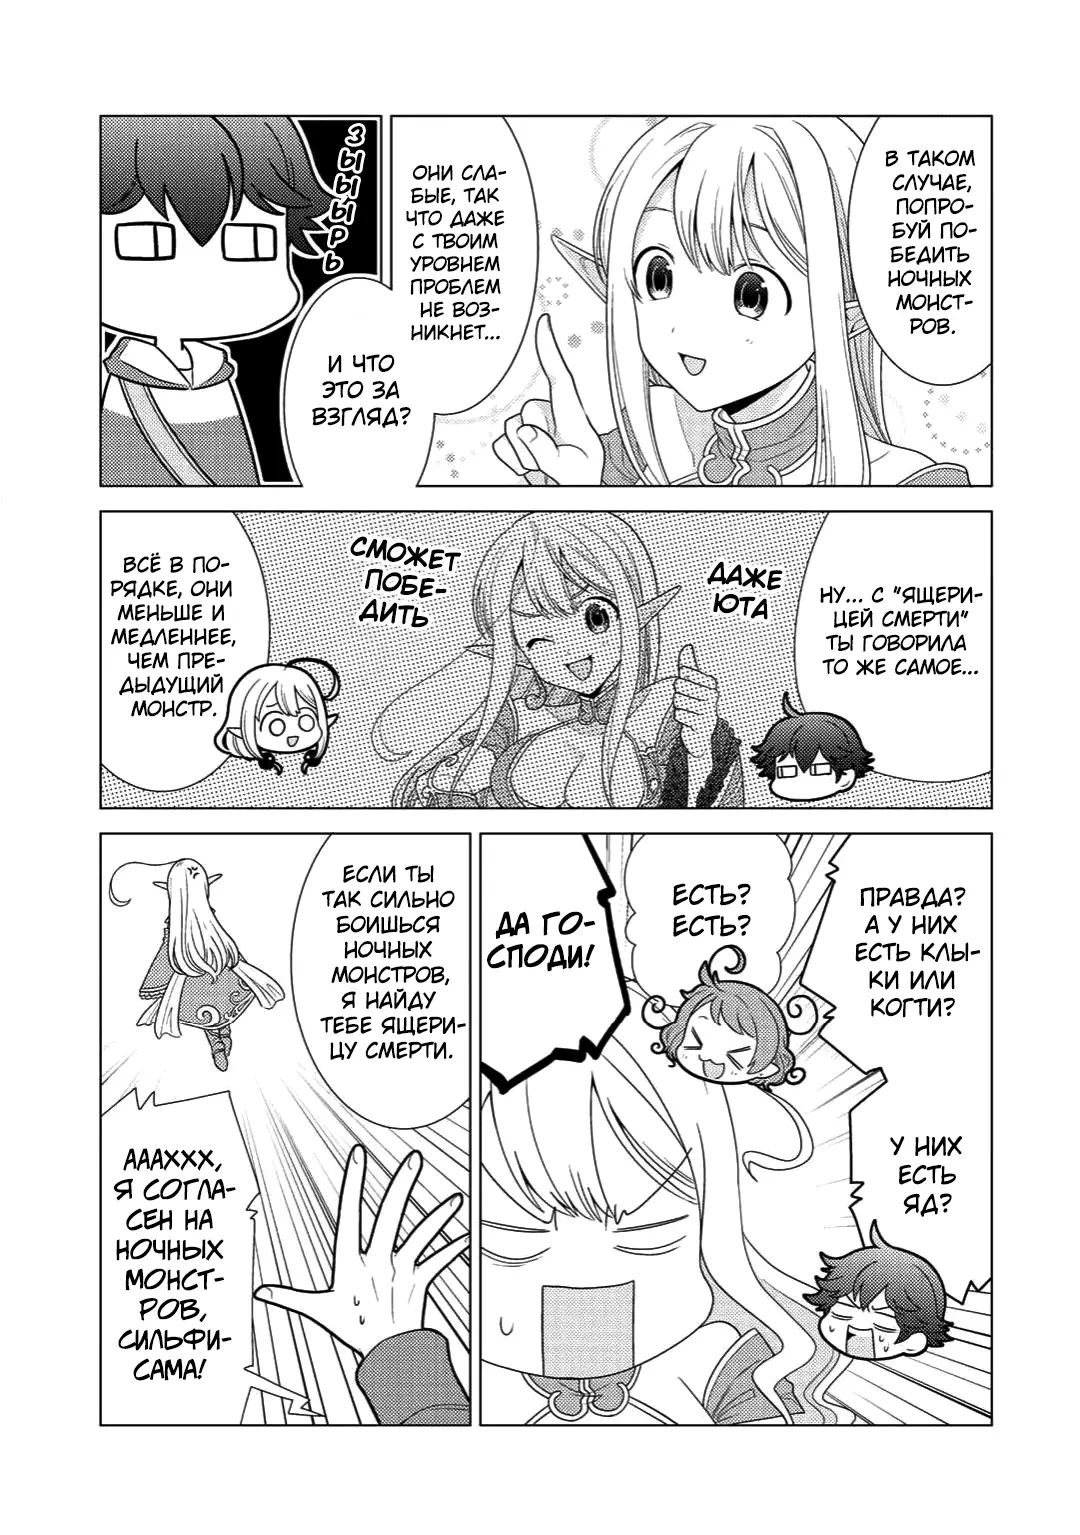 В ТАКОМ
СЛУЧАЕ,
ПОПРО-
БУЙ ПО-
БЕДИТЬ
НОЧНЫХ
МОНСТ-
РОВ.
ОНИ СЛА-
БЫЕ, ТАК
ЧТО ДАЖЕ
С ТВОИМ
УРОВНЕМ
ПРОБЛЕМ
НЕ ВОЗ-
НИКНЕТ...
И ЧТО
ЭТО ЗА
ВЗГЛЯД?
ЗЫЫЫРЬ
НУ... С "ЯЩЕРИ-
ЦЕЙ СМЕРТИ"
ТЫ ГОВОРИЛА
ТО ЖЕ САМОЕ...
ДАЖЕ
ЮТА
СМОЖЕТ
ПОБЕ-
ДИТЬ
ВСЁ В ПО-
РЯДКЕ, ОНИ
МЕНЬШЕ И
МЕДЛЕННЕЕ,
ЧЕМ ПРЕ-
ДЫДУЩИЙ
МОНСТР.
ПРАВДА?
А У НИХ
ЕСТЬ КЛЫ-
КИ ИЛИ
КОГТИ?
ЕСТЬ?
ЕСТЬ?
У НИХ
ЕСТЬ
ЯД?
ДА ГО-
СПОДИ!
ЕСЛИ ТЫ
ТАК СИЛЬНО
БОИШЬСЯ
НОЧНЫХ
МОНСТРОВ,
Я НАЙДУ
ТЕБЕ ЯЩЕРИ-
ЦУ СМЕРТИ.
АААХХХ,
Я СОГЛА-
СЕН НА
НОЧНЫХ
МОНСТ-
РОВ,
СИЛЬФИ-
САМА!